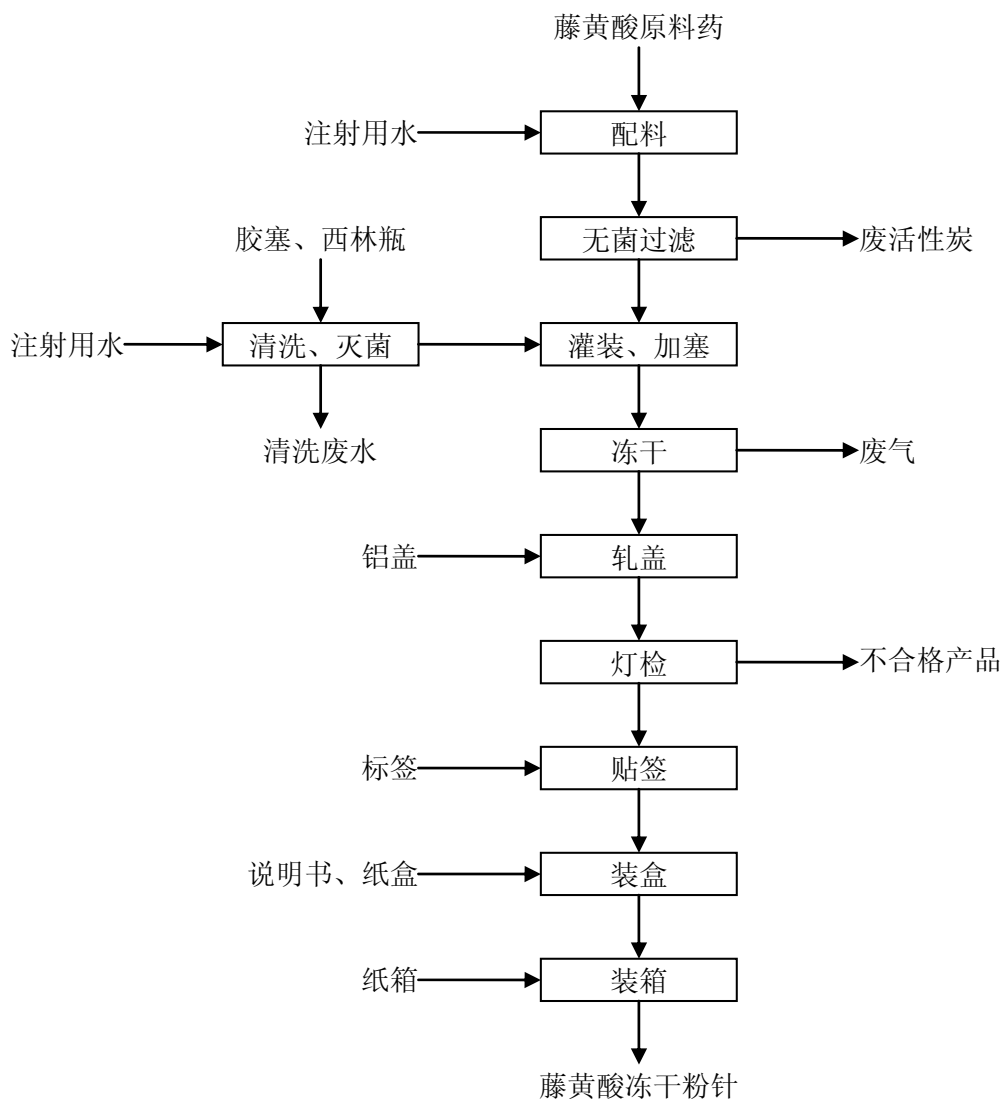 藤黄酸原料药
注射用水
配料
无菌过滤
废活性炭
胶塞、西林瓶
注射用水
清洗、灭菌
灌装、加塞
清洗废水
冻干
废气
铝盖
轧盖
灯检
不合格产品
标签
贴签
说明书、纸盒
装盒
纸箱
装箱
藤黄酸冻干粉针